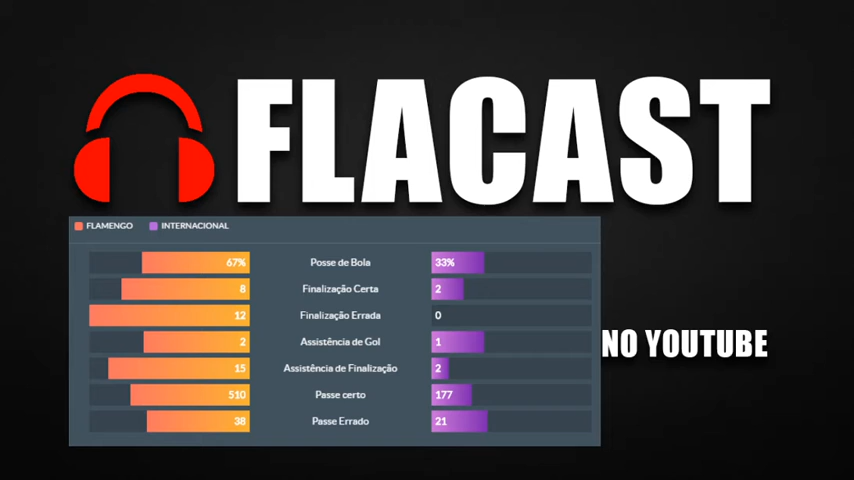 FLACAST
FLAMENGO INTERNACIONAL
67% Posse de Bola 33%
8 Finalização Certa 2
12 Finalização Errada 0
2 Assistência de Gol 1
15 Assistência de Finalização 2
510 Passe certo 177
38 Passe Errado 21
NO YOUTUBE